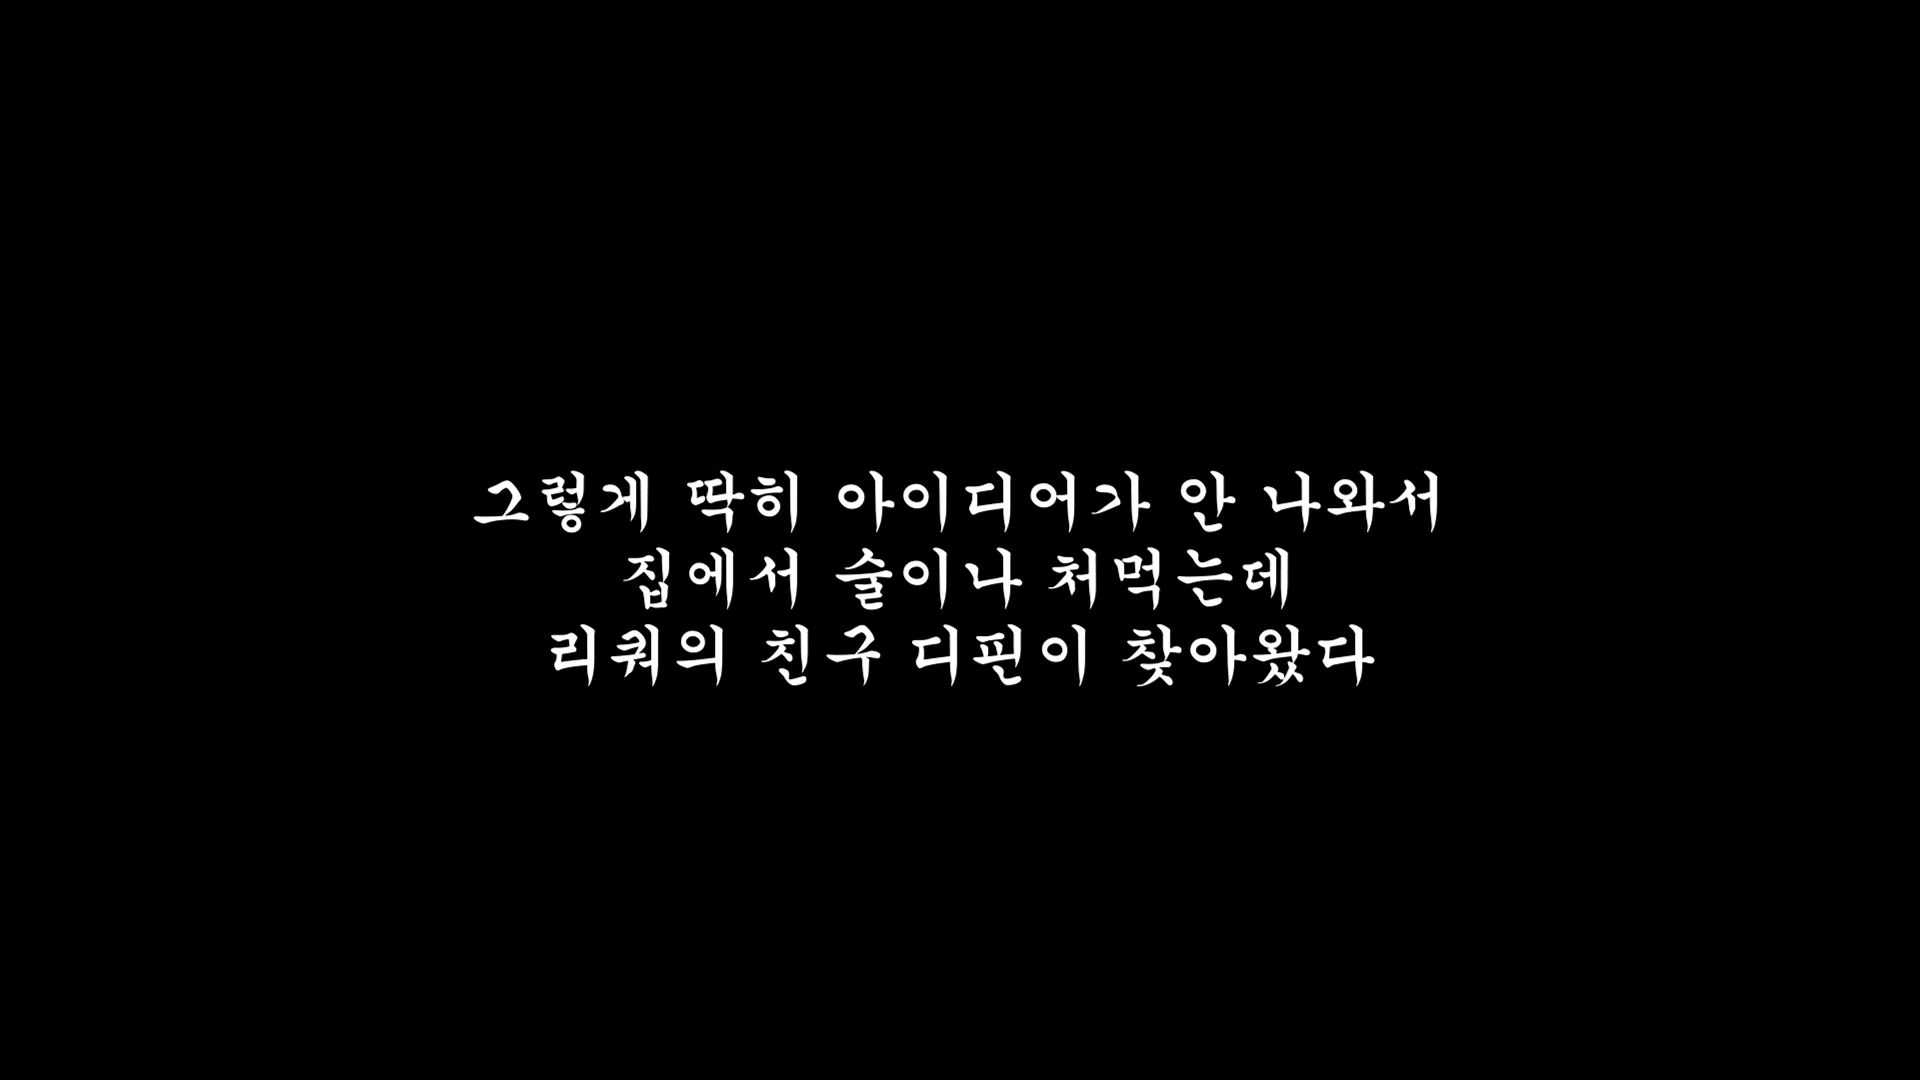 그렇게 딱히 아이디어가 안 나와서
집에서 술이나 처먹는데
리쿼의 친구 디핀이 찾아왔다